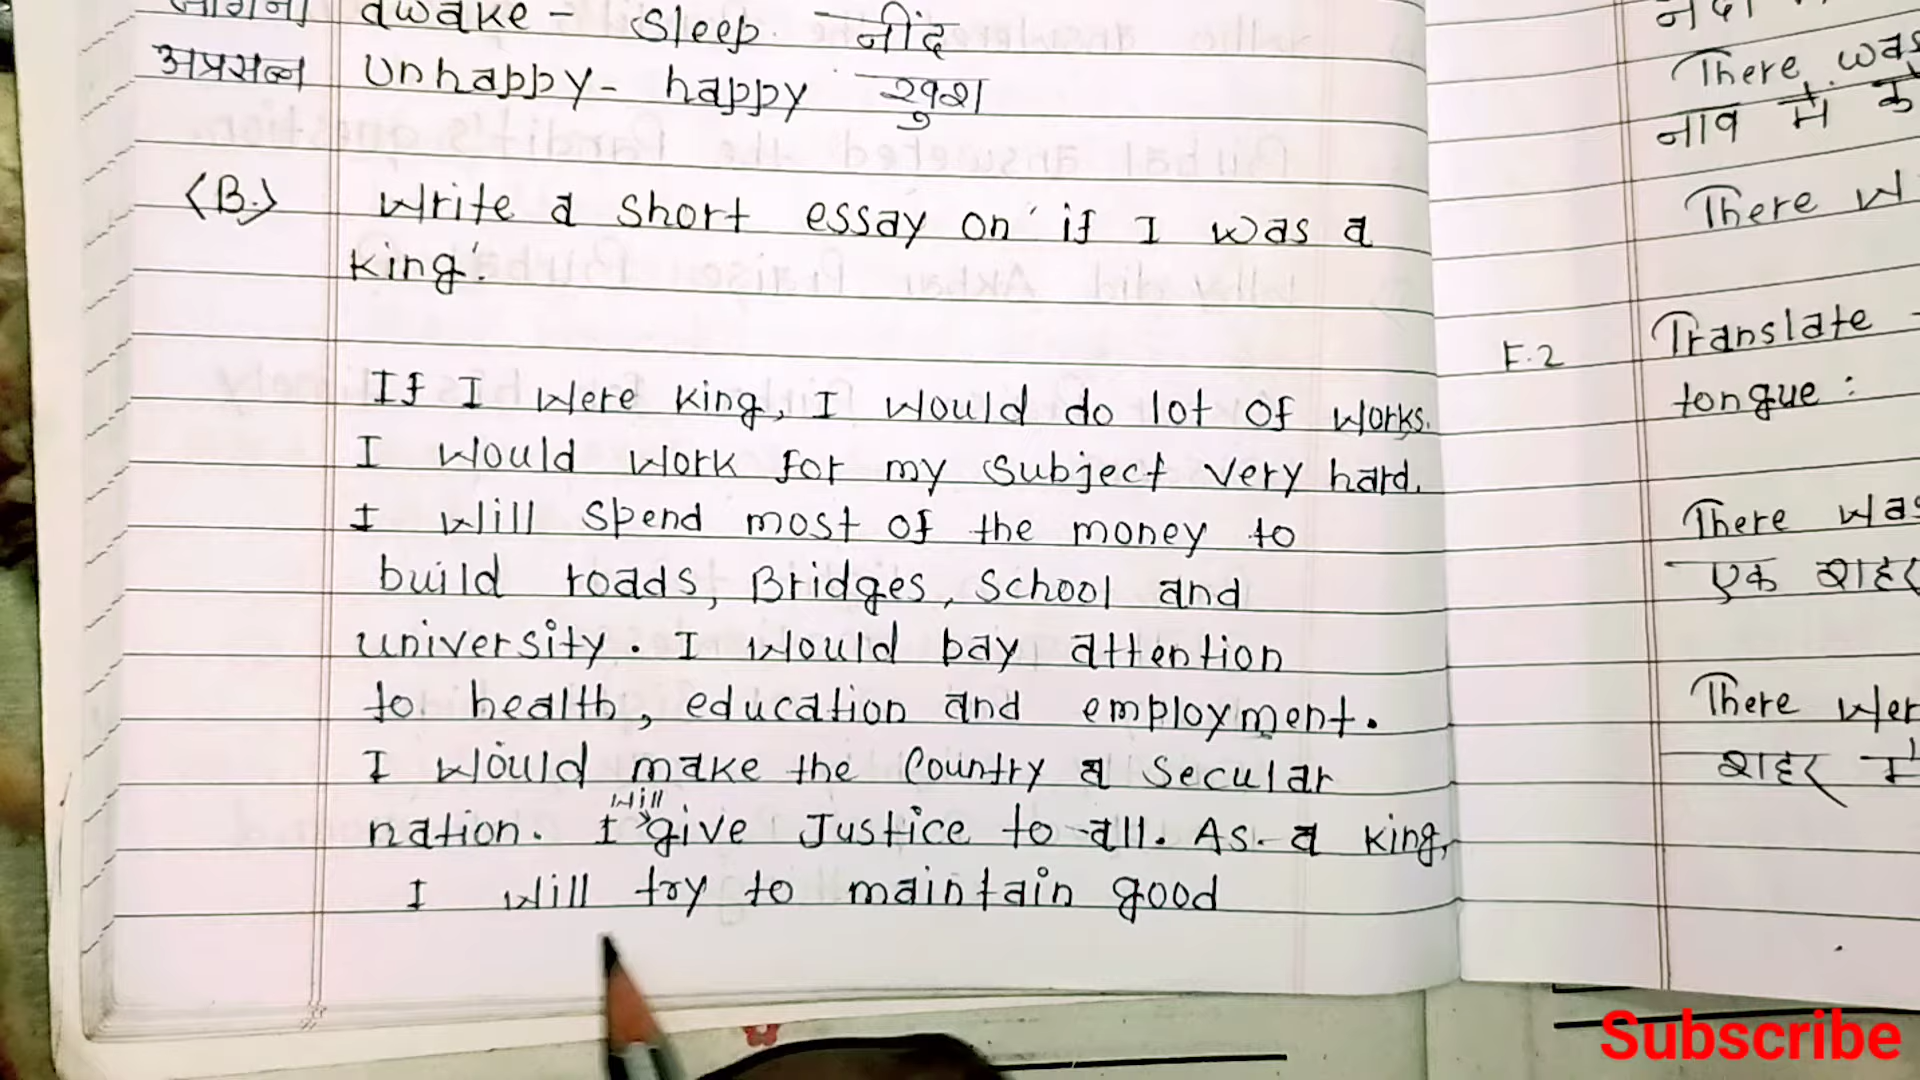 जागना awake - Sleep. नींद
अप्रसन्न Unhappy - happy खुश
(B.) Write a short essay on 'if I was a
king'.
If I were king, I would do lot of works.
I would work for my subject very hard.
I will spend most of the money to
build roads, Bridges, School and
university. I would pay attention
to health, education and employment.
I would make the Country a secular
nation. I will give Justice to all. As a king,
I will try to maintain good
There was
नाव में
There
F.2 Translate
tongue :
There was
एक शहर
There
शहर में
Subscribe